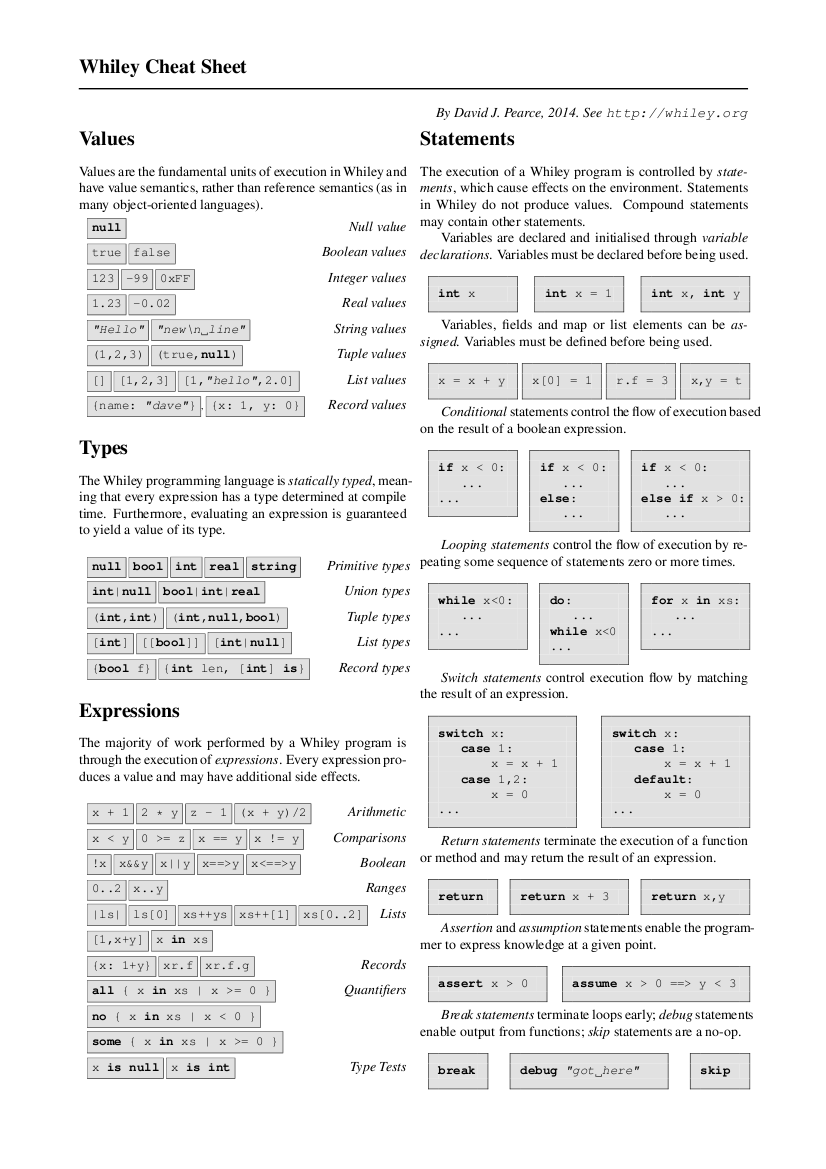 Whiley Cheat Sheet
By David J. Pearce, 2014. See http://whiley.org
Values
Values are the fundamental units of execution in Whiley and
have value semantics, rather than reference semantics (as in
many object-oriented languages).
null Null value
true false Boolean values
123 -99 0xFF Integer values
1.23 -0.02 Real values
"Hello" "new\n␣line" String values
(1,2,3) (true,null) Tuple values
[] [1,2,3] [1,"hello",2.0] List values
{name: "dave"}. {x: 1, y: 0} Record values
Types
The Whiley programming language is statically typed, mean-
ing that every expression has a type determined at compile
time. Furthermore, evaluating an expression is guaranteed
to yield a value of its type.
null bool int real string Primitive types
int|null bool|int|real Union types
(int,int) (int,null,bool) Tuple types
[int] [[bool]] [int|null] List types
{bool f} {int len, [int] is} Record types
Expressions
The majority of work performed by a Whiley program is
through the execution of expressions. Every expression pro-
duces a value and may have additional side effects.
x + 1 2 * y z - 1 (x + y)/2 Arithmetic
x < y 0 >= z x == y x != y Comparisons
!x x&&y x||y x==>y x<==>y Boolean
0..2 x..y Ranges
|ls| ls[0] xs++ys xs++[1] xs[0..2] Lists
[1,x+y] x in xs
{x: 1+y} xr.f xr.f.g Records
all { x in xs | x >= 0 } Quantifiers
no { x in xs | x < 0 }
some { x in xs | x >= 0 }
x is null x is int Type Tests
Statements
The execution of a Whiley program is controlled by state-
ments, which cause effects on the environment. Statements
in Whiley do not produce values. Compound statements
may contain other statements.
Variables are declared and initialised through variable
declarations. Variables must be declared before being used.
int x int x = 1 int x, int y
Variables, fields and map or list elements can be as-
signed. Variables must be defined before being used.
x = x + y x[0] = 1 r.f = 3 x,y = t
Conditional statements control the flow of execution based
on the result of a boolean expression.
if x < 0:
...
...
if x < 0:
...
else:
...
if x < 0:
...
else if x > 0:
...
Looping statements control the flow of execution by re-
peating some sequence of statements zero or more times.
while x<0:
...
...
do:
...
while x<0
...
for x in xs:
...
...
Switch statements control execution flow by matching
the result of an expression.
switch x:
case 1:
x = x + 1
case 1,2:
x = 0
...
switch x:
case 1:
x = x + 1
default:
x = 0
...
Return statements terminate the execution of a function
or method and may return the result of an expression.
return return x + 3 return x,y
Assertion and assumption statements enable the program-
mer to express knowledge at a given point.
assert x > 0 assume x > 0 ==> y < 3
Break statements terminate loops early; debug statements
enable output from functions; skip statements are a no-op.
break debug "got␣here" skip